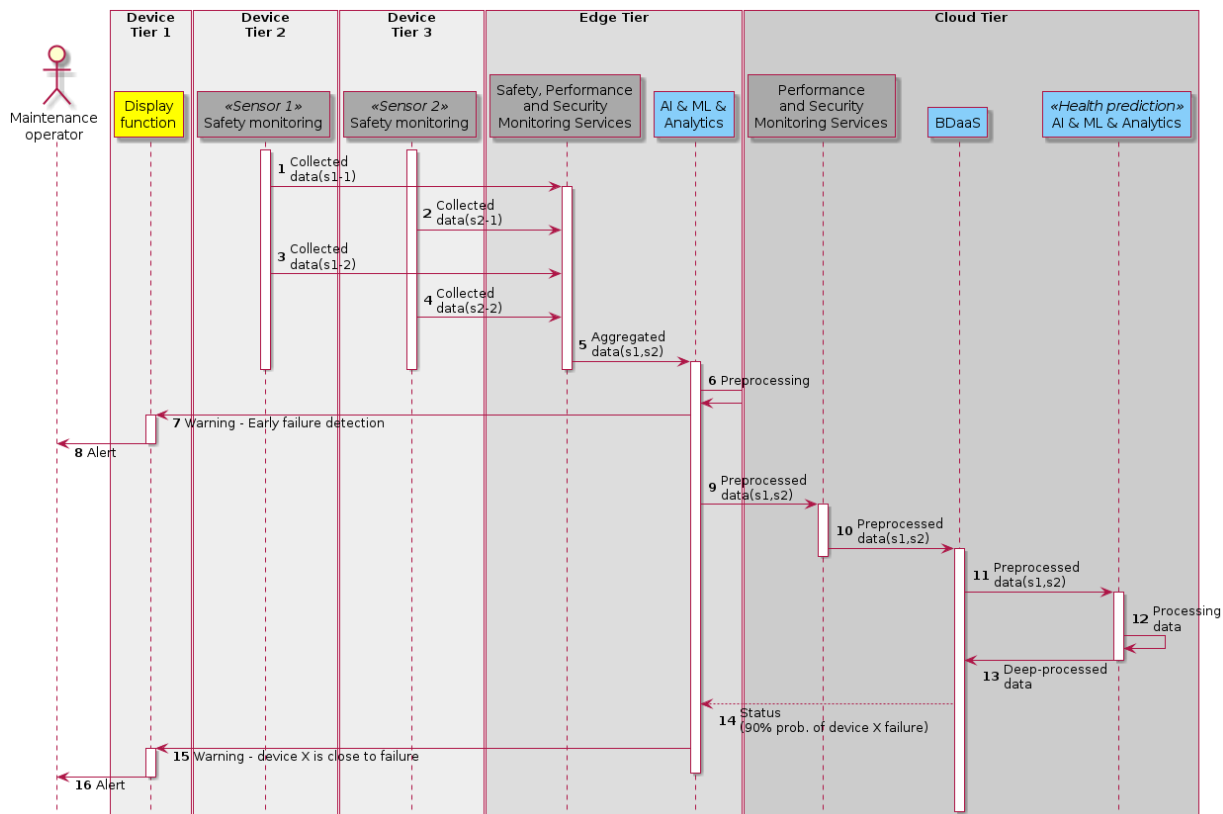 Device
Tier 1
Device
Tier 2
Device
Tier 3
Edge Tier
Cloud Tier
Maintenance
operator
Display
function
«Sensor 1»
Safety monitoring
«Sensor 2»
Safety monitoring
Safety, Performance
and Security
Monitoring Services
AI & ML &
Analytics
Performance
and Security
Monitoring Services
BDaaS
«Health prediction»
AI & ML & Analytics
1 Collected
data(s1-1)
2 Collected
data(s2-1)
3 Collected
data(s1-2)
4 Collected
data(s2-2)
5 Aggregated
data(s1,s2)
6 Preprocessing
7 Warning - Early failure detection
8 Alert
9 Preprocessed
data(s1,s2)
10 Preprocessed
data(s1,s2)
11 Preprocessed
data(s1,s2)
12 Processing
data
13 Deep-processed
data
14 Status
(90% prob. of device X failure)
15 Warning - device X is close to failure
16 Alert